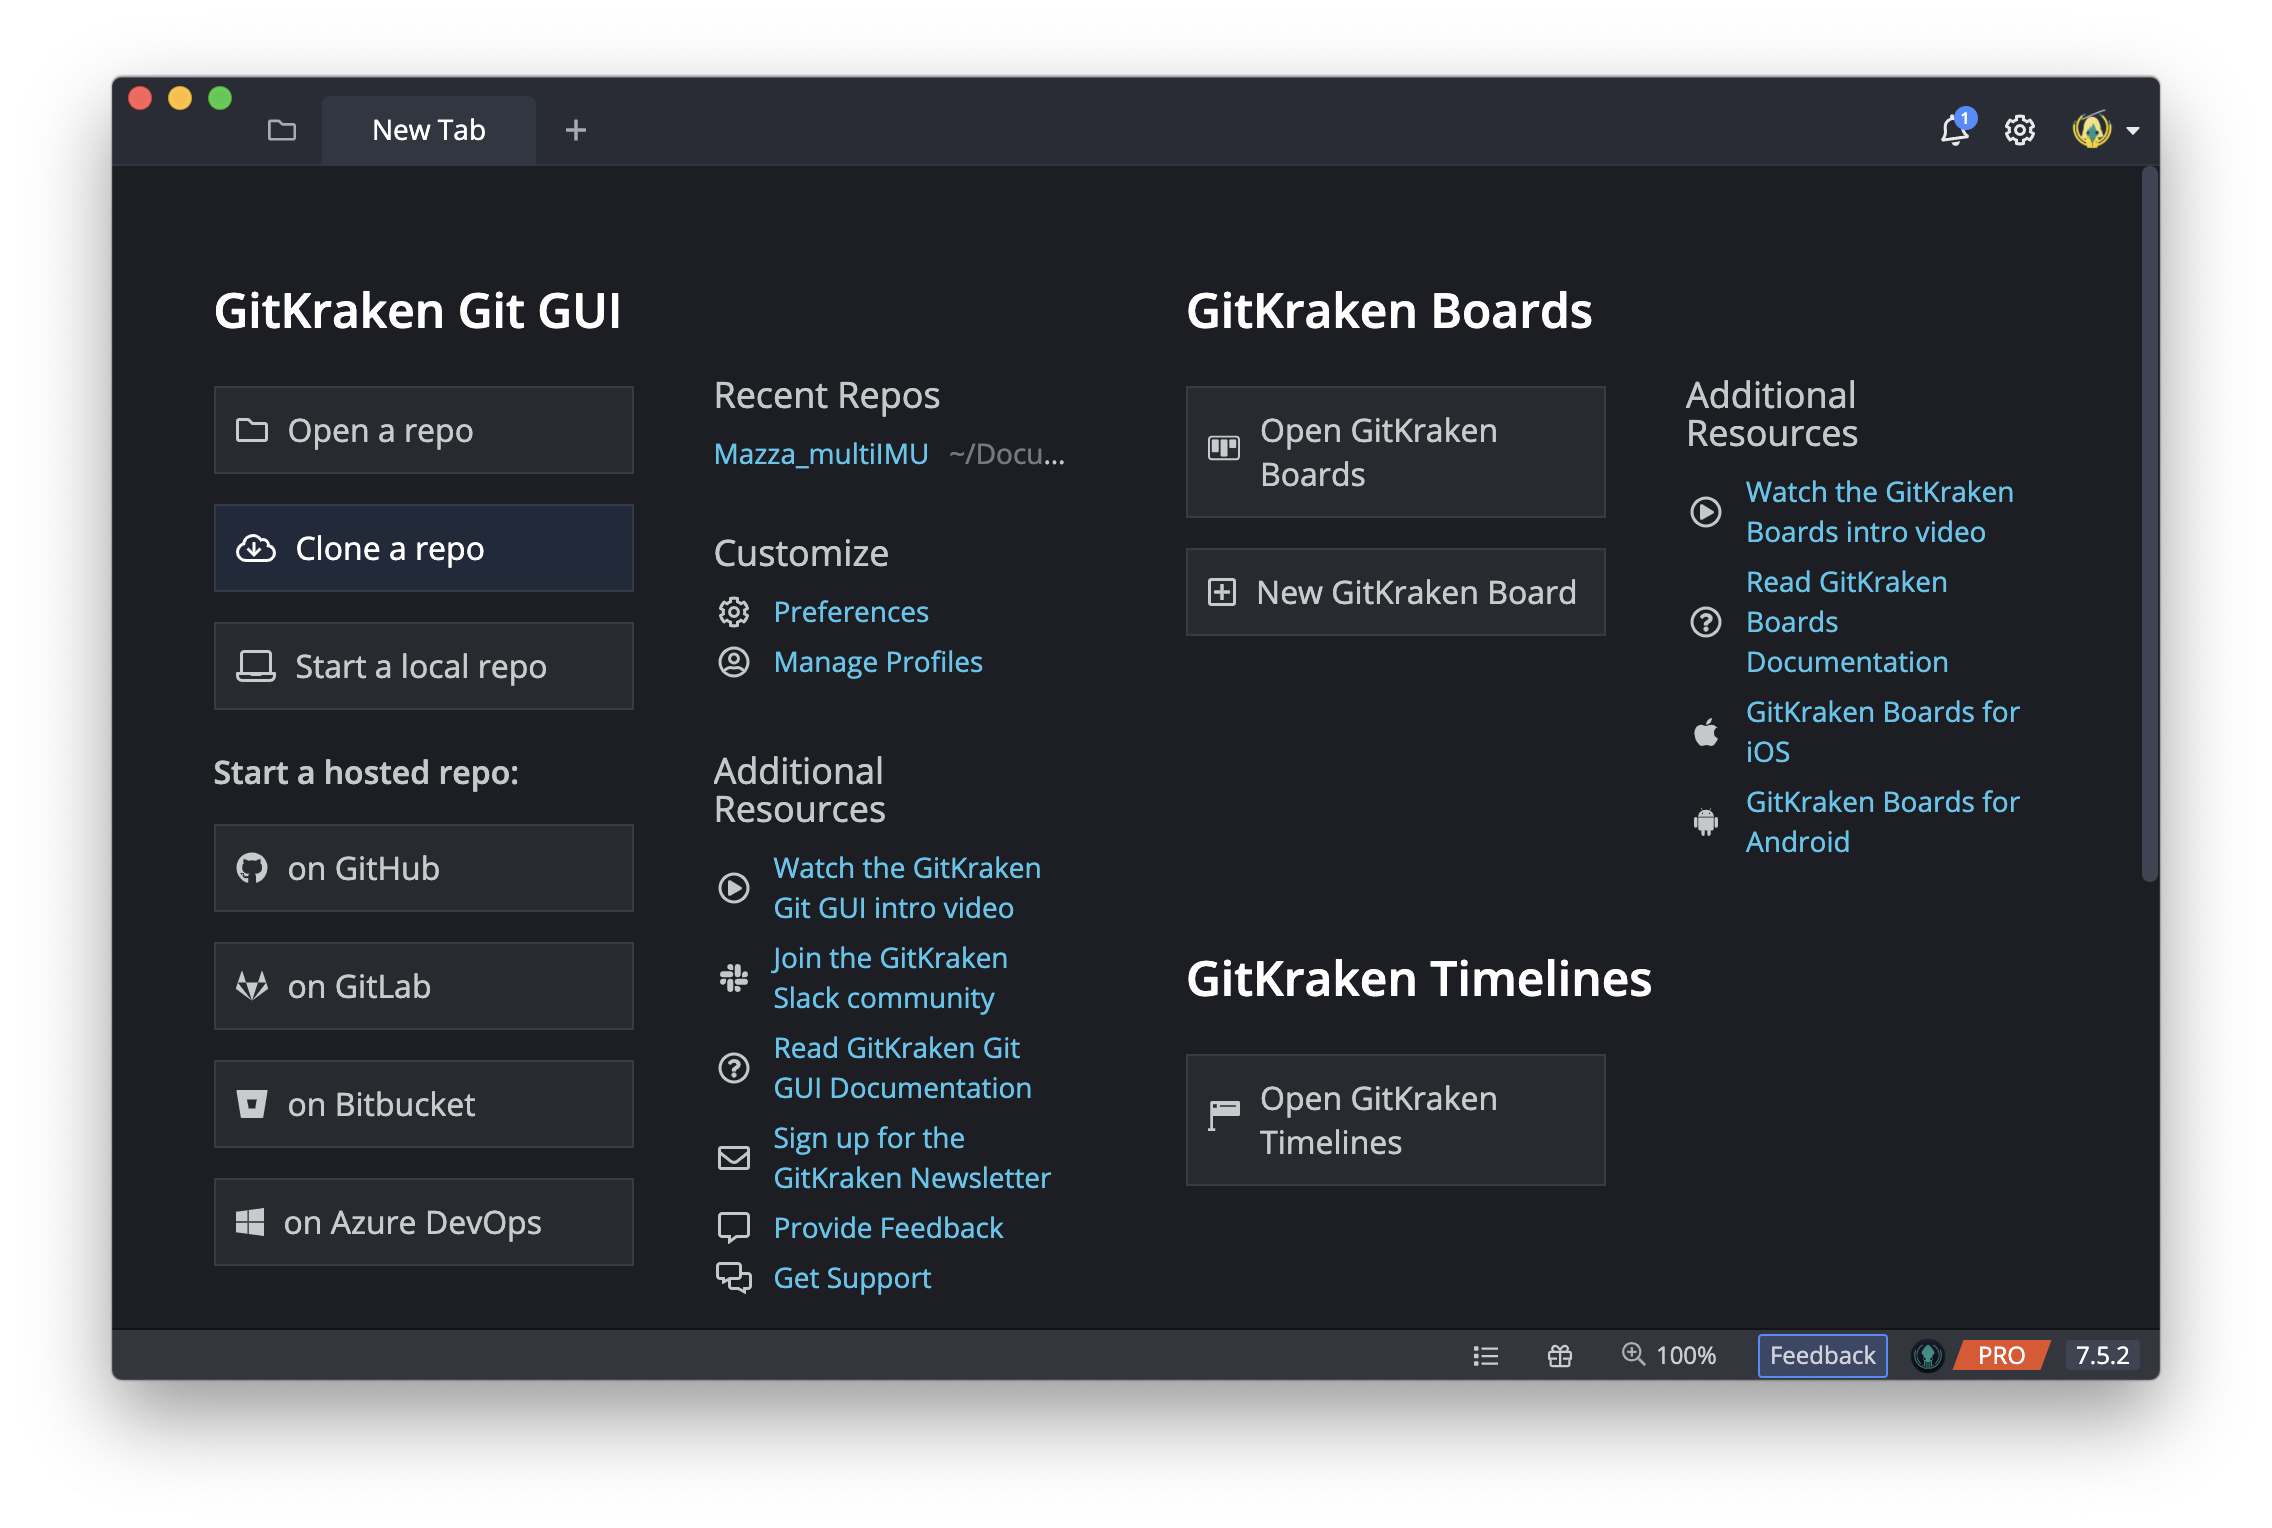 New Tab
1
GitKraken Git GUI
Open a repo
Clone a repo
Start a local repo
Start a hosted repo:
on GitHub
on GitLab
on Bitbucket
on Azure DevOps
Recent Repos
Mazza_multiIMU ~/Docu...
Customize
Preferences
Manage Profiles
Additional
Resources
Watch the GitKraken
Git GUI intro video
Join the GitKraken
Slack community
Read GitKraken Git
GUI Documentation
Sign up for the
GitKraken Newsletter
Provide Feedback
Get Support
GitKraken Boards
Open GitKraken
Boards
New GitKraken Board
Additional
Resources
Watch the GitKraken
Boards intro video
Read GitKraken
Boards
Documentation
GitKraken Boards for
iOS
GitKraken Boards for
Android
GitKraken Timelines
Open GitKraken
Timelines
100% Feedback PRO 7.5.2